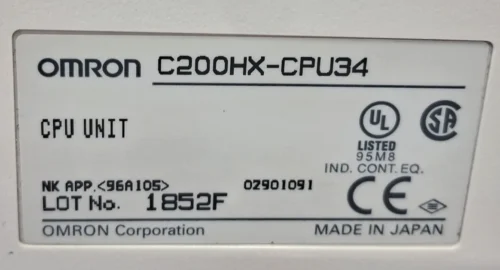 OMRON C200HX-CPU34
CPU UNIT
UL SA
LISTED
95M8
IND. CONT. EQ.
NK APP.<96A105> 02901091
CE
LOT No. 1852F
OMRON Corporation MADE IN JAPAN